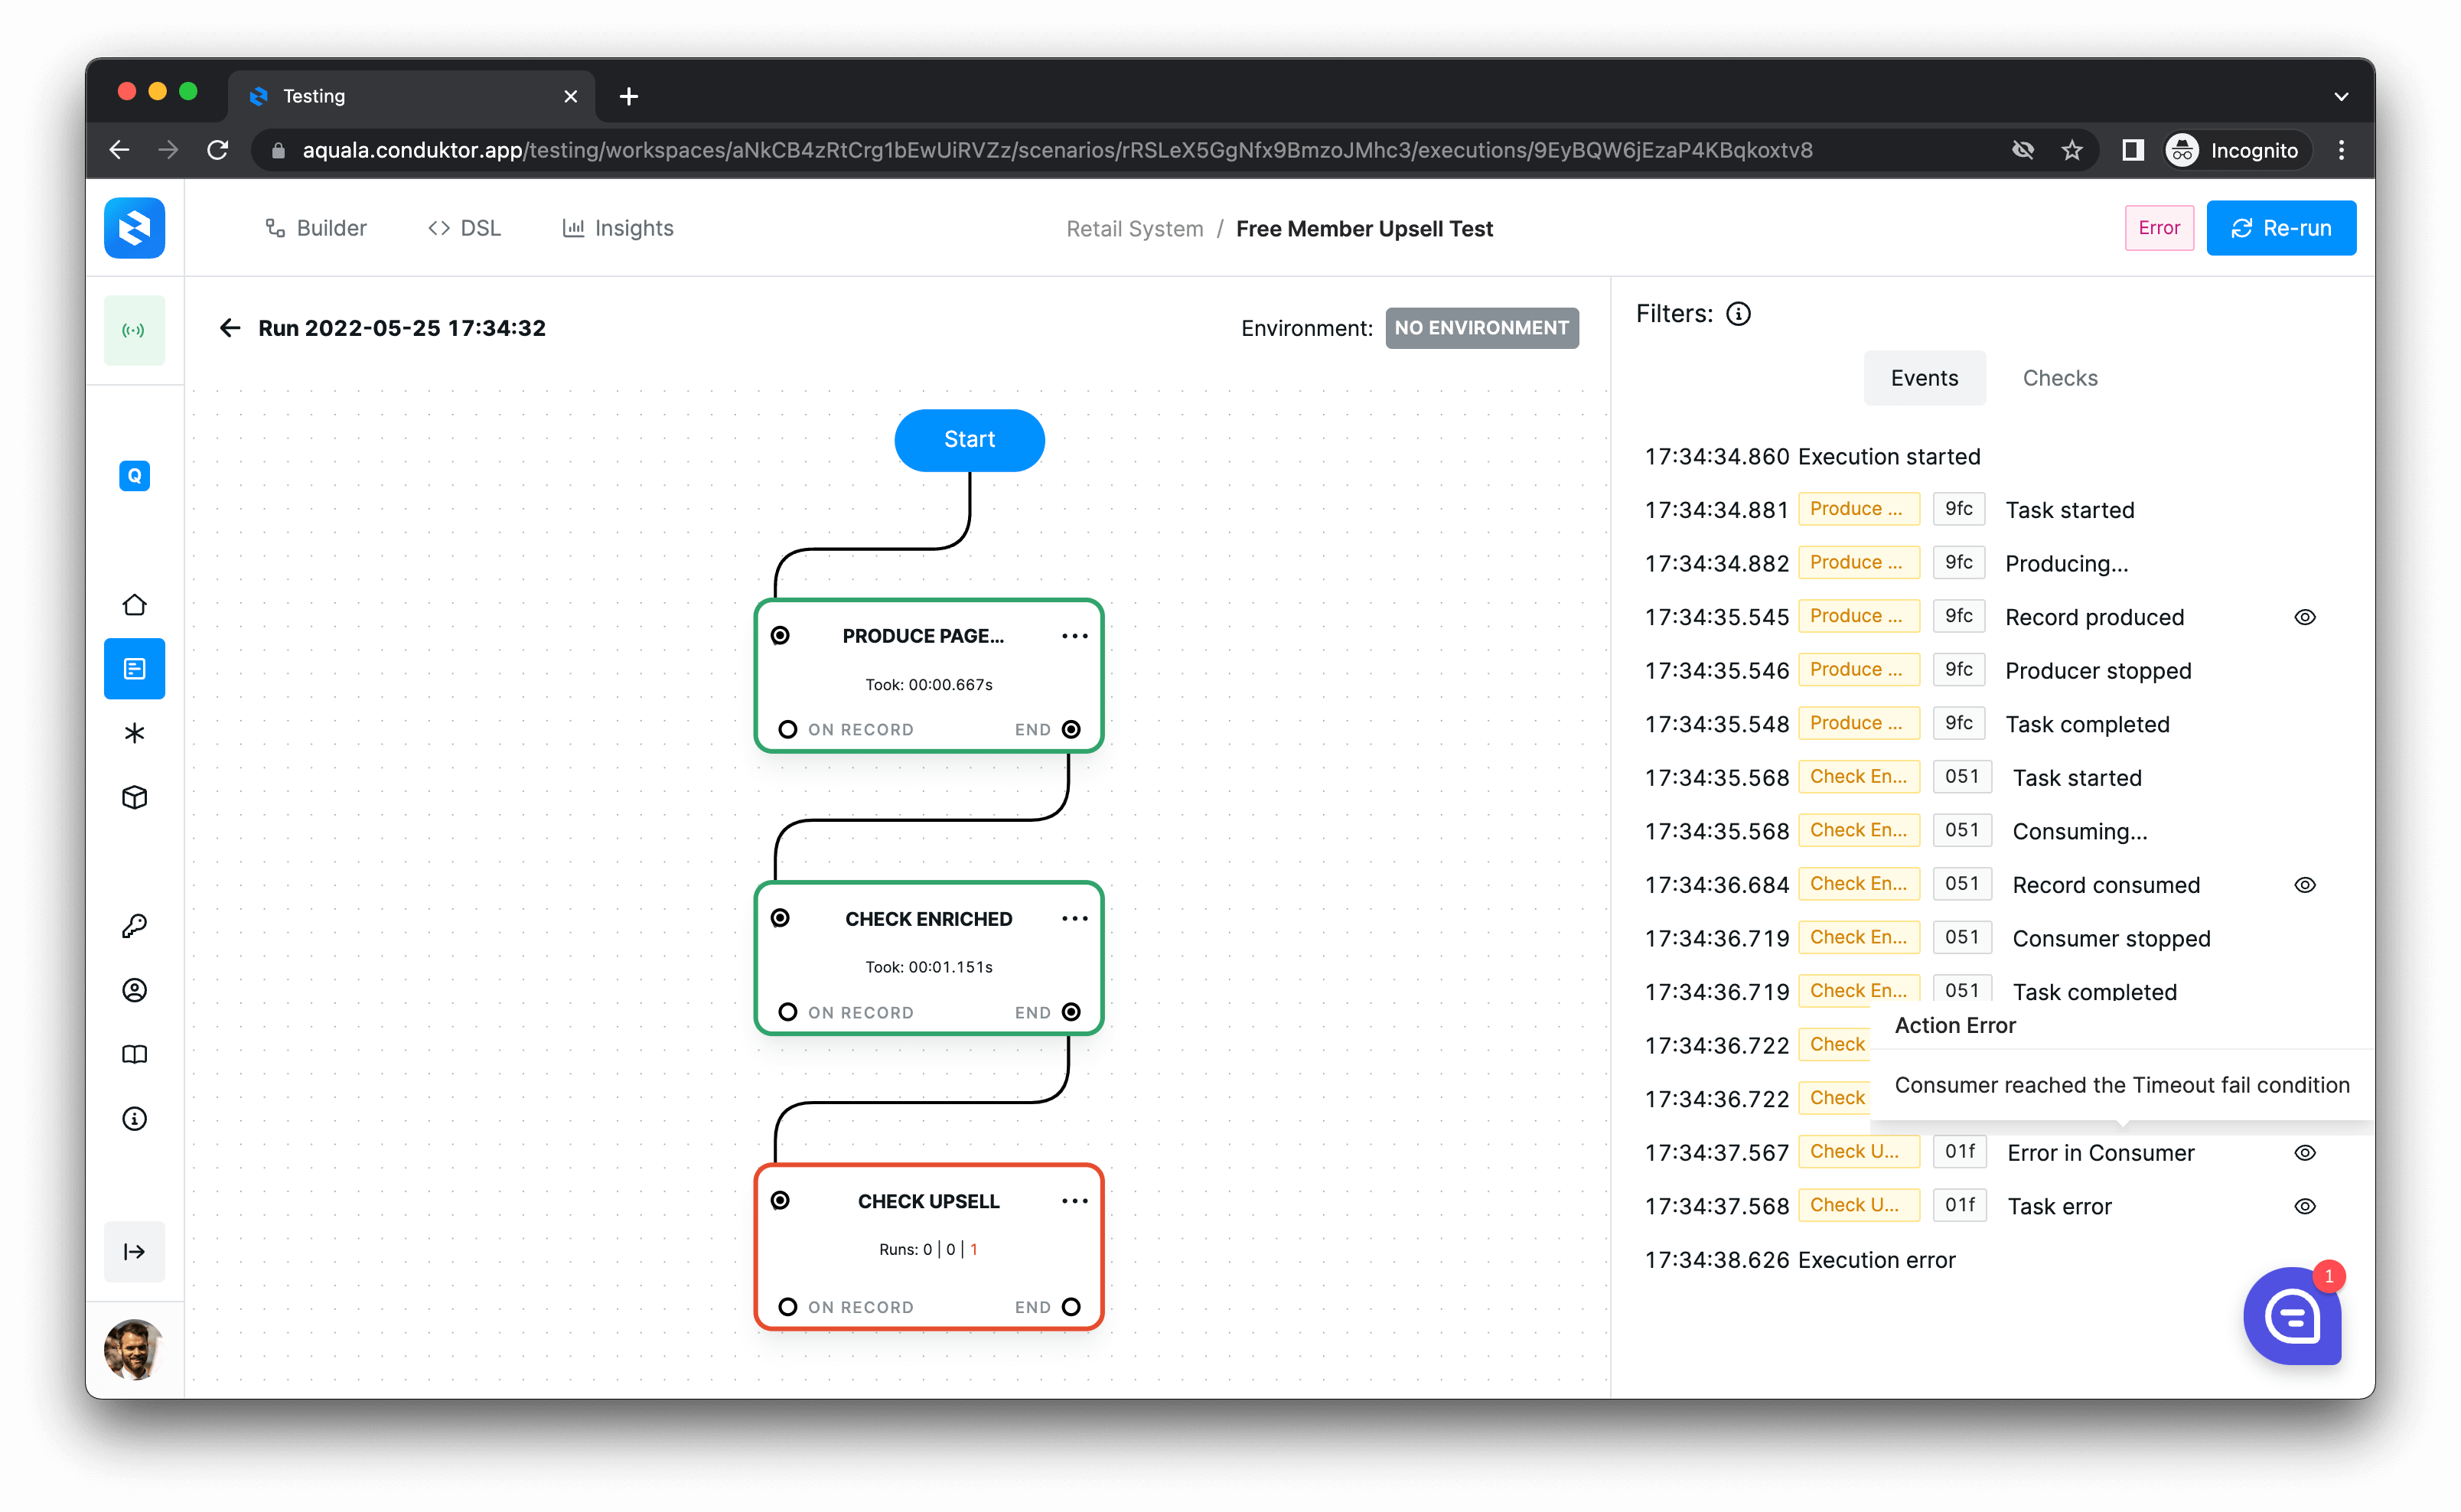 Testing
aquala.conduktor.app/testing/workspaces/aNkCB4zRtCrg1bEwUiRVZz/scenarios/rRSLeX5GgNfx9BmzoJMhc3/executions/9EyBQW6jEzaP4KBqkoxtv8
Incognito
Builder
DSL
Insights
Retail System / Free Member Upsell Test
Error
Re-run
Run 2022-05-25 17:34:32
Environment: NO ENVIRONMENT
Q
Start
PRODUCE PAGE...
Took: 00:00.667s
ON RECORD END
CHECK ENRICHED
Took: 00:01.151s
ON RECORD END
CHECK UPSELL
Runs: 0 | 0 | 1
ON RECORD END
Filters:
Events Checks
17:34:34.860 Execution started
17:34:34.881 Produce ... 9fc Task started
17:34:34.882 Produce ... 9fc Producing...
17:34:35.545 Produce ... 9fc Record produced
17:34:35.546 Produce ... 9fc Producer stopped
17:34:35.548 Produce ... 9fc Task completed
17:34:35.568 Check En... 051 Task started
17:34:35.568 Check En... 051 Consuming...
17:34:36.684 Check En... 051 Record consumed
17:34:36.719 Check En... 051 Consumer stopped
17:34:36.719 Check En... 051 Task completed
Action Error
17:34:36.722 Check
Consumer reached the Timeout fail condition
17:34:36.722 Check
17:34:37.567 Check U... 01f Error in Consumer
17:34:37.568 Check U... 01f Task error
17:34:38.626 Execution error
1